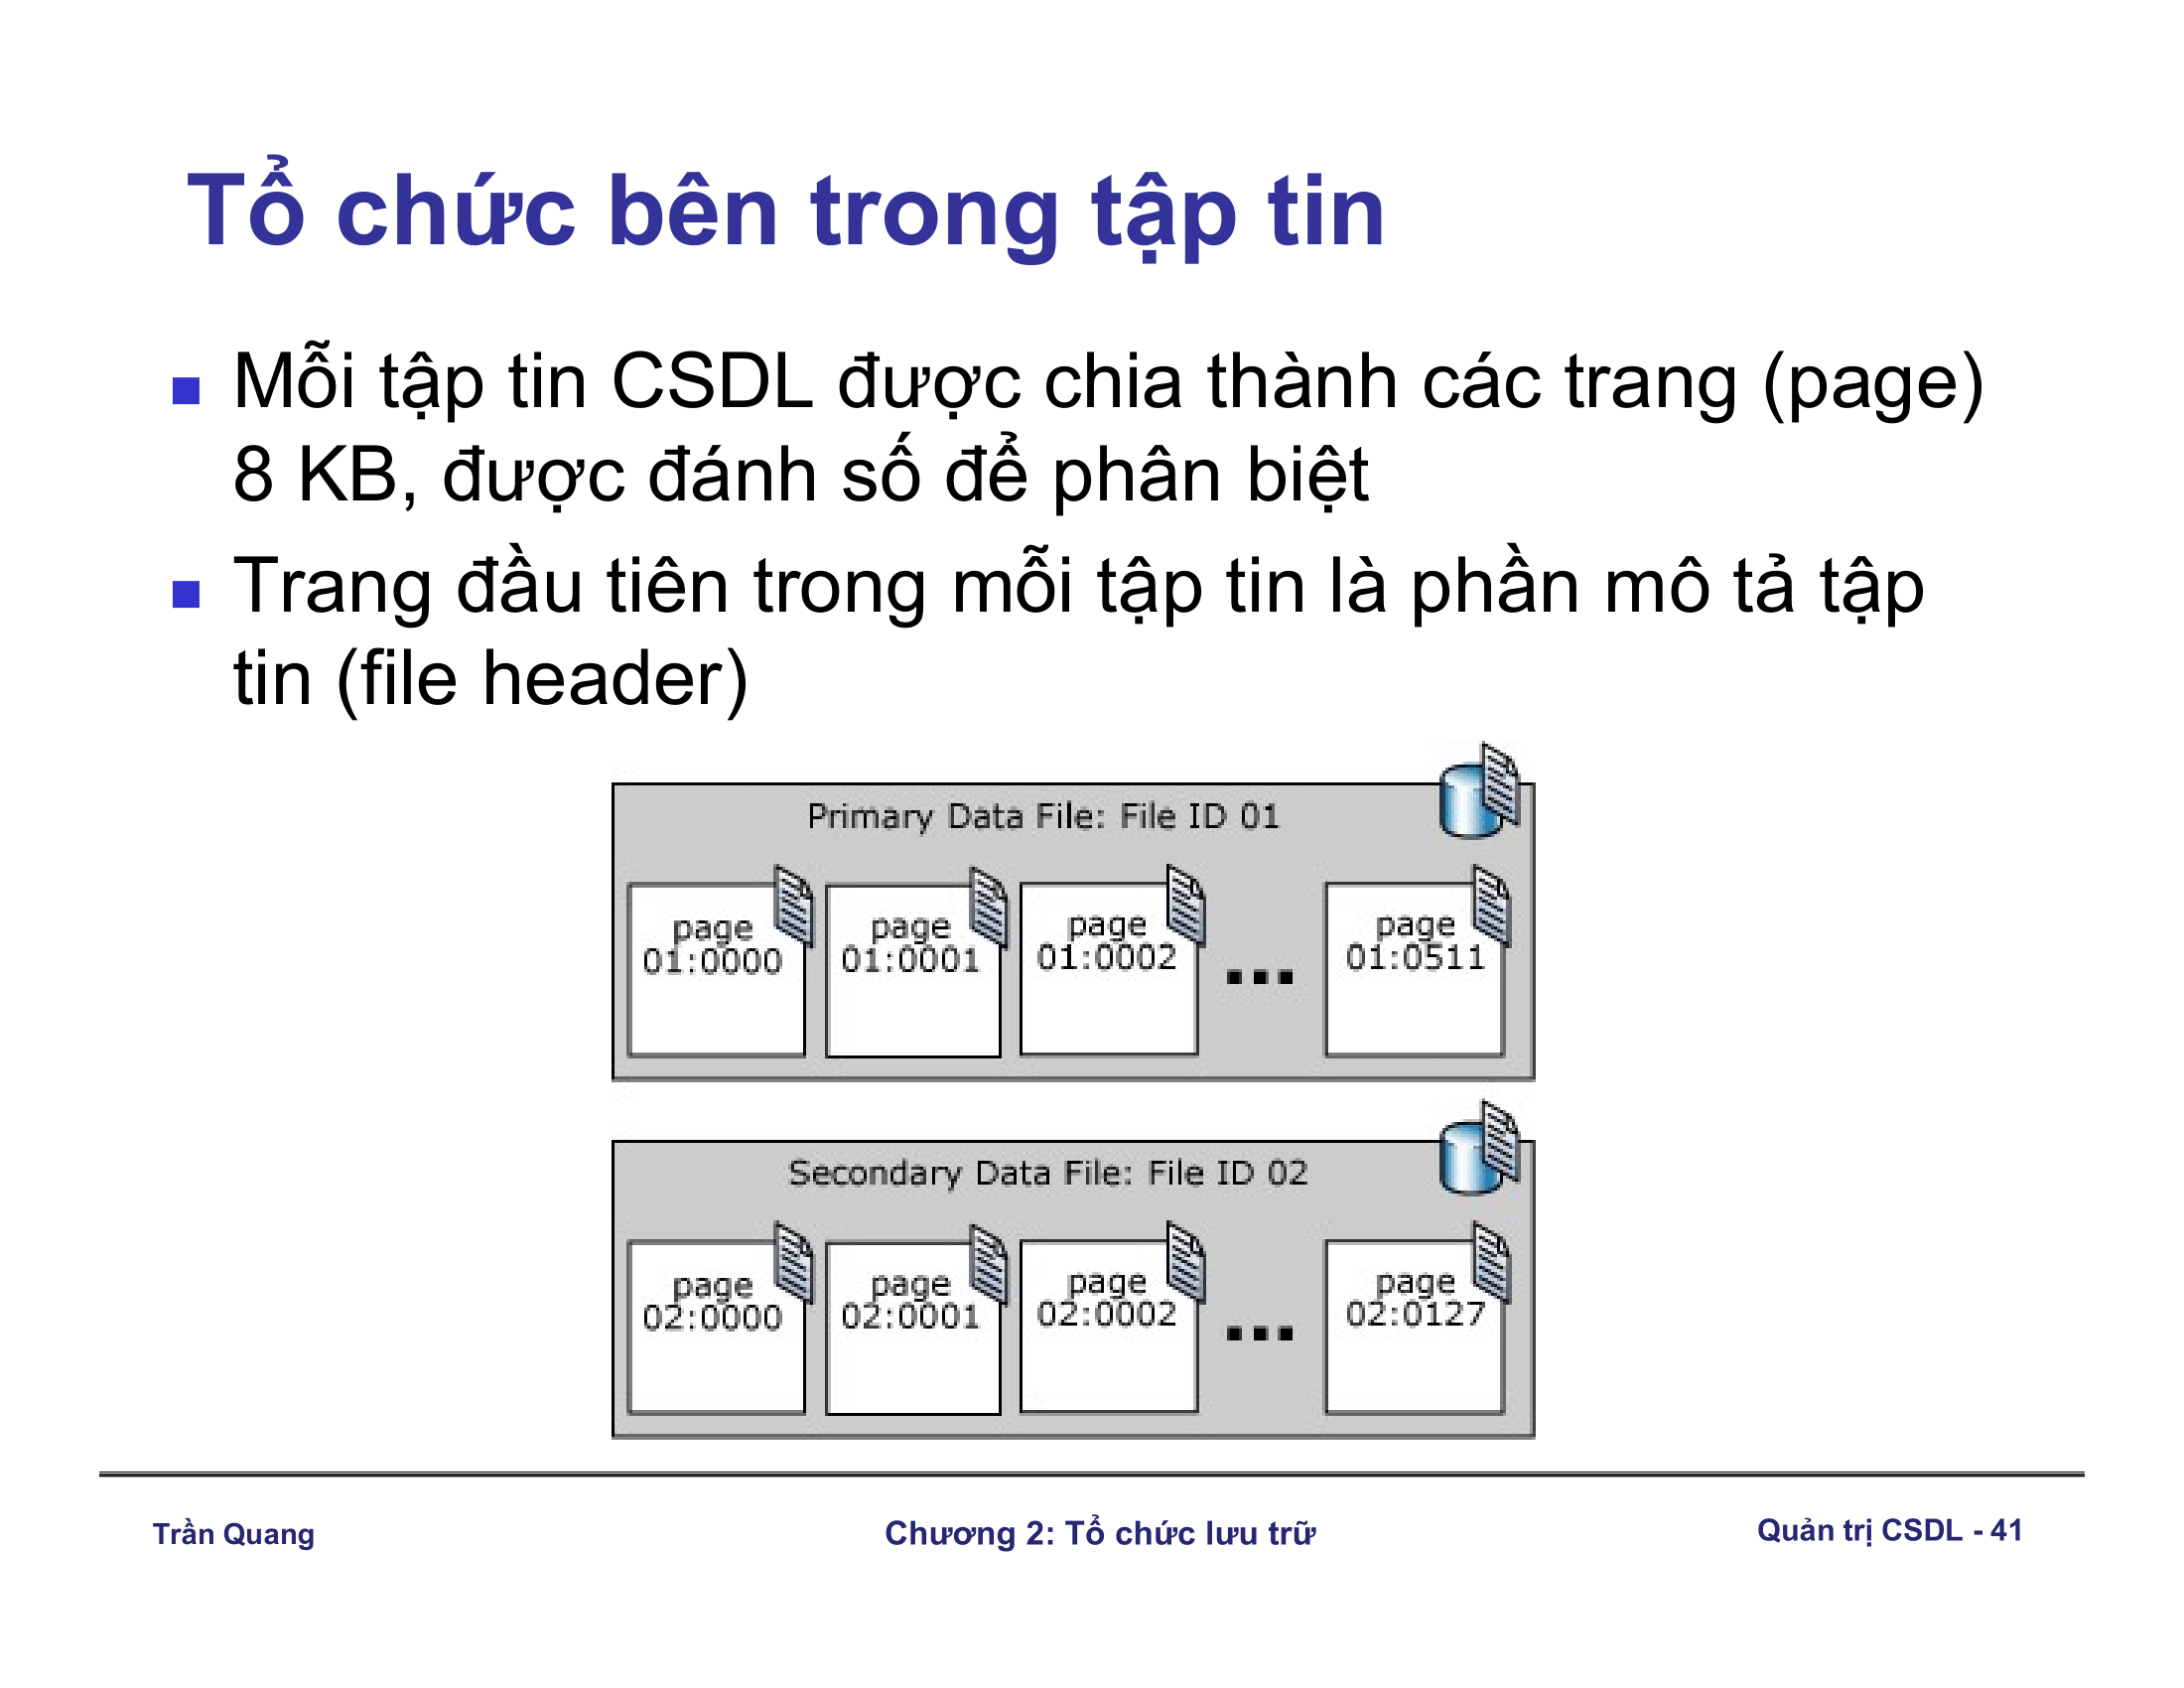 Tổ chức bên trong tập tin
Mỗi tập tin CSDL được chia thành các trang (page)
8 KB, được đánh số để phân biệt
Trang đầu tiên trong mỗi tập tin là phần mô tả tập
tin (file header)
Primary Data File: File ID 01
page
01:0000
page
01:0001
page
01:0002
...
page
01:0511
Secondary Data File: File ID 02
page
02:0000
page
02:0001
page
02:0002
...
page
02:0127
Trần Quang
Chương 2: Tổ chức lưu trữ
Quản trị CSDL - 41